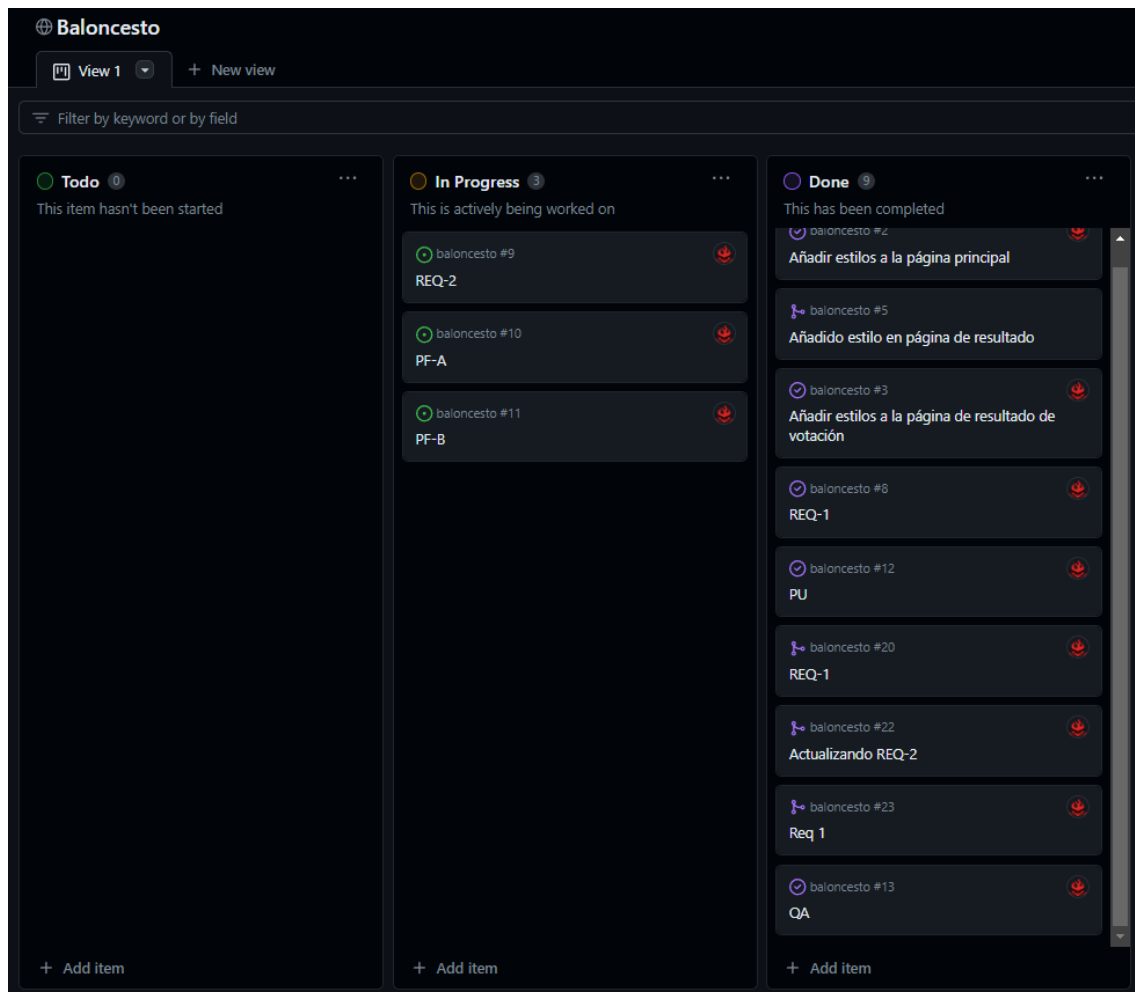 Baloncesto
View 1
New view
Filter by keyword or by field
Todo 0
This item hasn't been started
Add item
In Progress 3
This is actively being worked on
baloncesto #9
REQ-2
baloncesto #10
PF-A
baloncesto #11
PF-B
Add item
Done 9
This has been completed
baloncesto #2
Añadir estilos a la página principal
baloncesto #5
Añadido estilo en página de resultado
baloncesto #3
Añadir estilos a la página de resultado de
votación
baloncesto #8
REQ-1
baloncesto #12
PU
baloncesto #20
REQ-1
baloncesto #22
Actualizando REQ-2
baloncesto #23
Req 1
baloncesto #13
QA
Add item